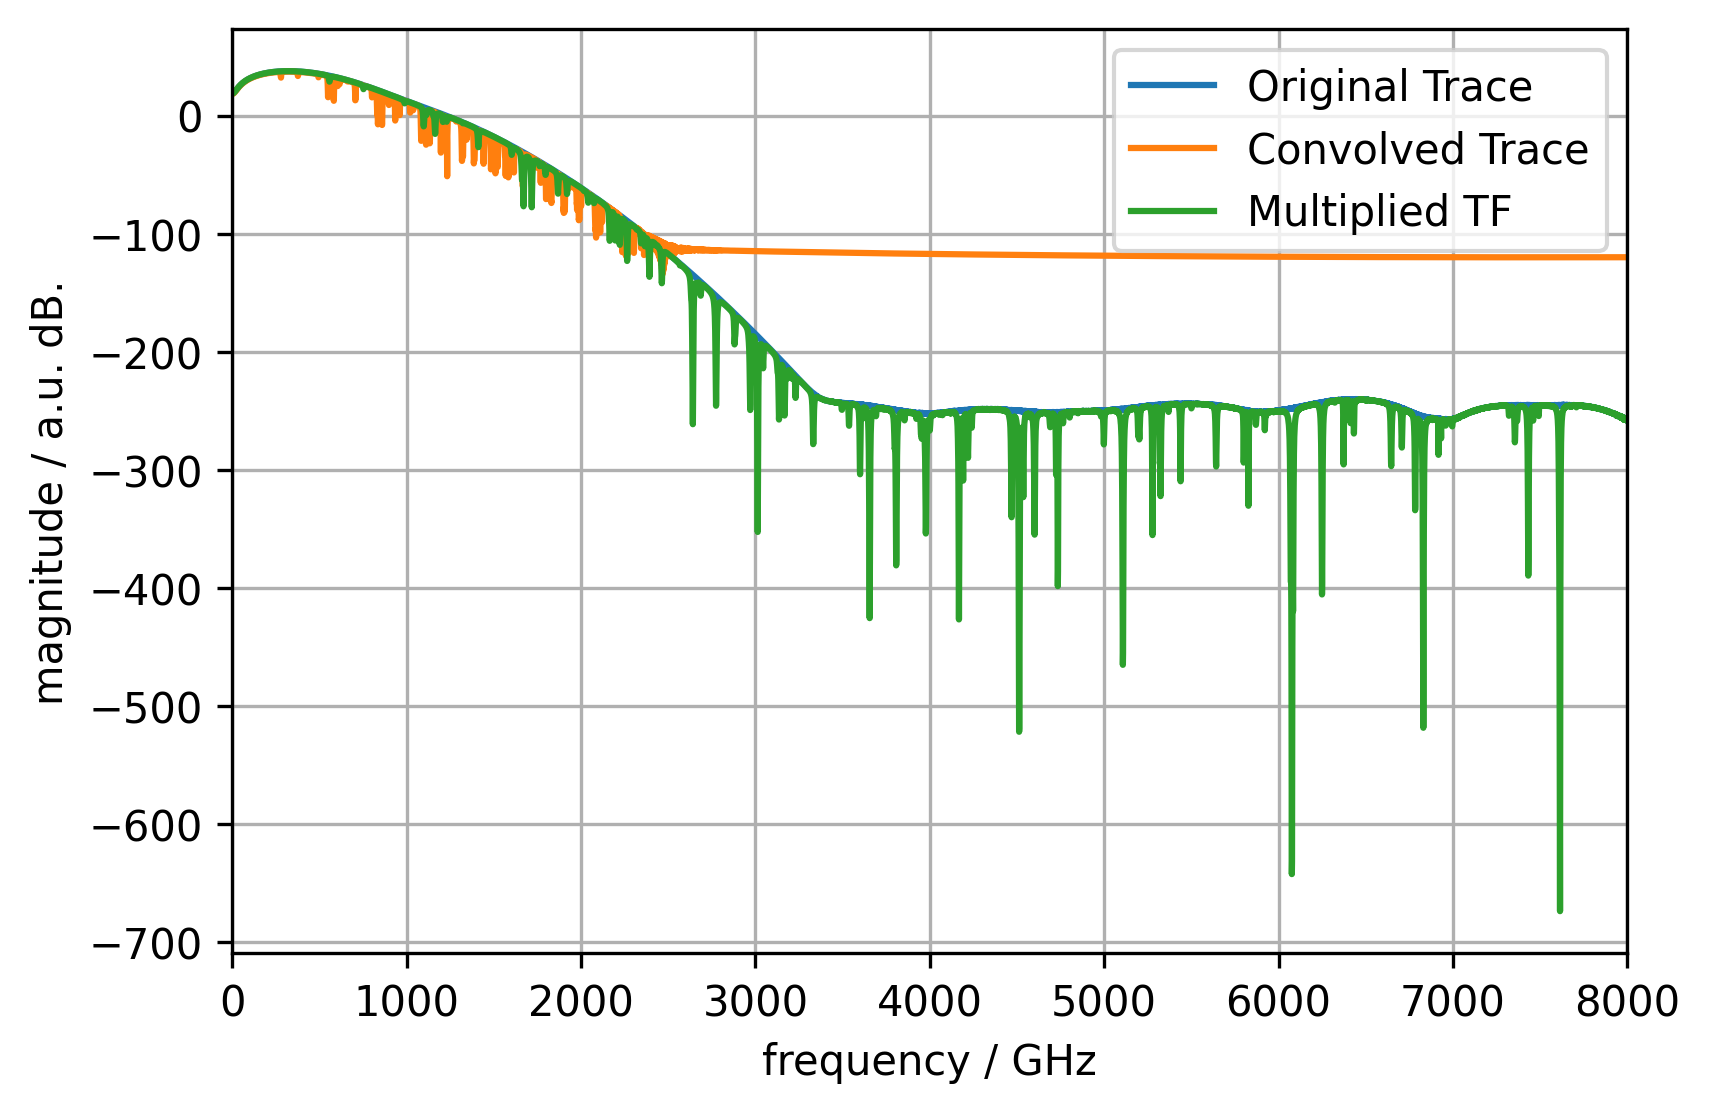 Original Trace
Convolved Trace
Multiplied TF
magnitude / a.u. dB.
0
−100
−200
−300
−400
−500
−600
−700
0 1000 2000 3000 4000 5000 6000 7000 8000
frequency / GHz